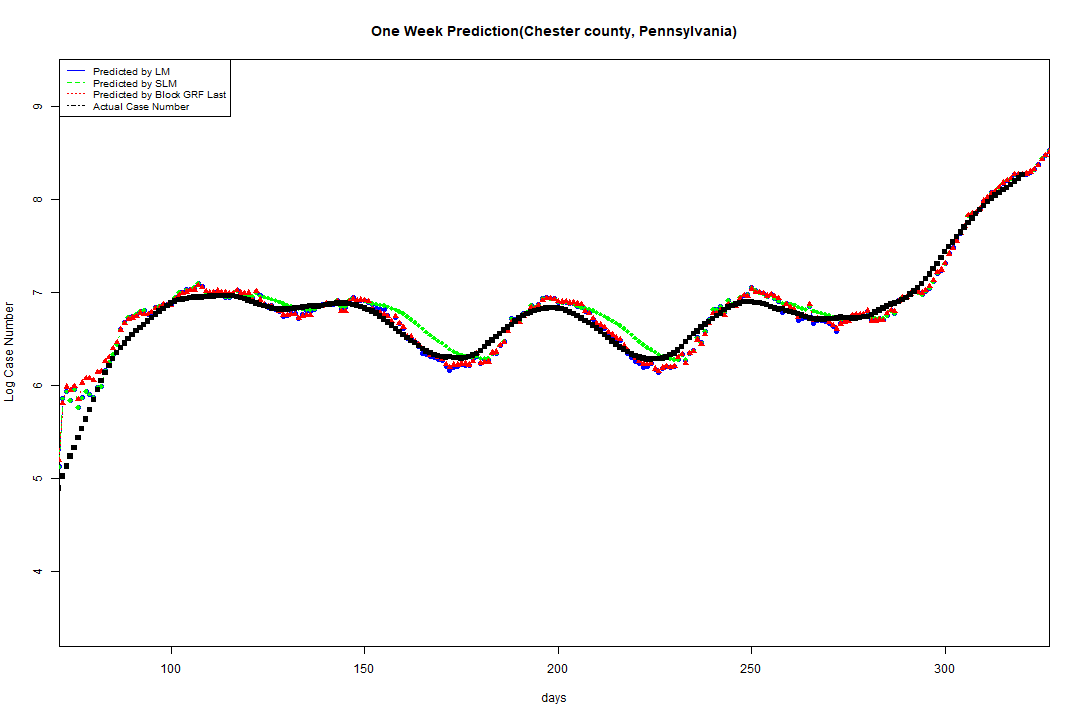 One Week Prediction(Chester county, Pennsylvania)
Predicted by LM
Predicted by SLM
Predicted by Block GRF Last
Actual Case Number
Log Case Number
9
8
7
6
5
4
100 150 200 250 300
days